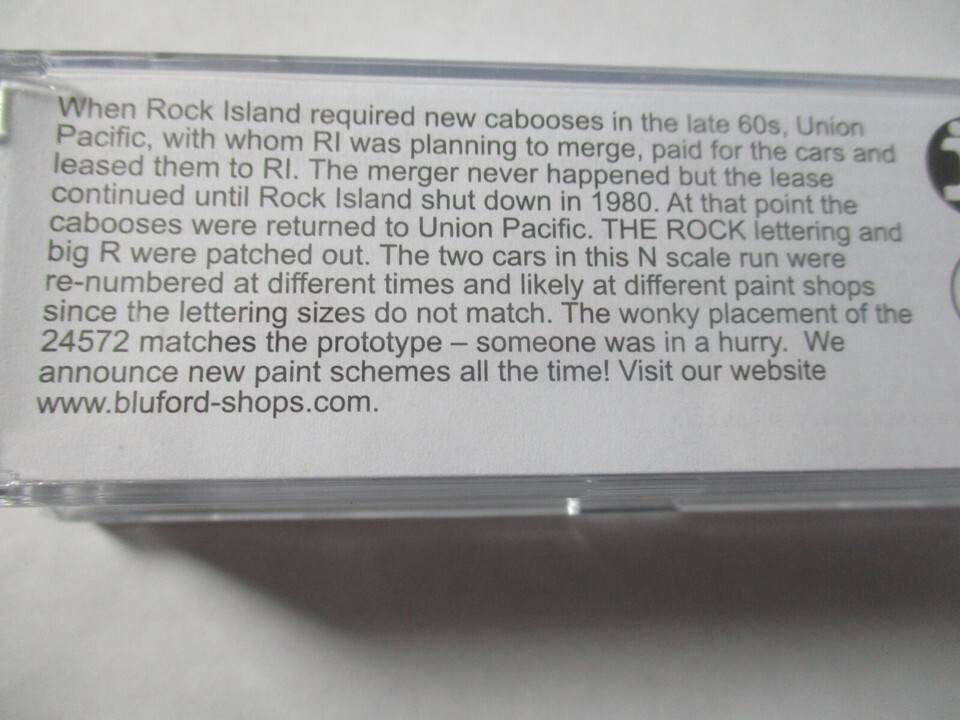 When Rock Island required new cabooses in the late 60s, Union
Pacific, with whom RI was planning to merge, paid for the cars and
leased them to RI. The merger never happened but the lease
continued until Rock Island shut down in 1980. At that point the
cabooses were returned to Union Pacific. THE ROCK lettering and
big R were patched out. The two cars in this N scale run were
re-numbered at different times and likely at different paint shops
since the lettering sizes do not match. The wonky placement of the
24572 matches the prototype – someone was in a hurry. We
announce new paint schemes all the time! Visit our website
www.bluford-shops.com.